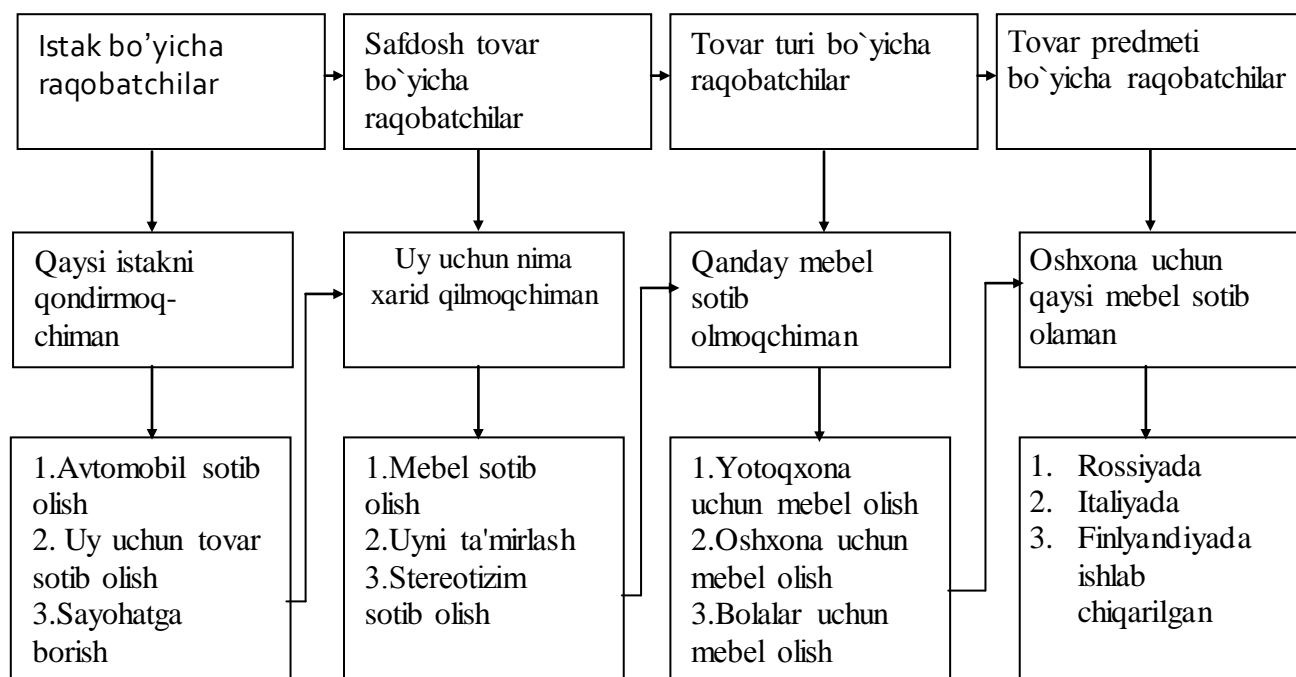 Istak bo’yicha
raqobatchilar
Safdosh tovar
bo`yicha
raqobatchilar
Tovar turi bo`yicha
raqobatchilar
Tovar predmeti
bo`yicha raqobatchilar
Qaysi istakni
qondirmoq-
chiman
Uy uchun nima
xarid qilmoqchiman
Qanday mebel
sotib
olmoqchiman
Oshxona uchun
qaysi mebel sotib
olaman
1.Avtomobil sotib
olish
2. Uy uchun tovar
sotib olish
3.Sayohatga
borish
1.Mebel sotib
olish
2.Uyni ta'mirlash
3.Stereotizim
sotib olish
1.Yotoqxona
uchun mebel olish
2.Oshxona uchun
mebel olish
3.Bolalar uchun
mebel olish
1. Rossiyada
2. Italiyada
3. Finlyandiyada
ishlab
chiqarilgan